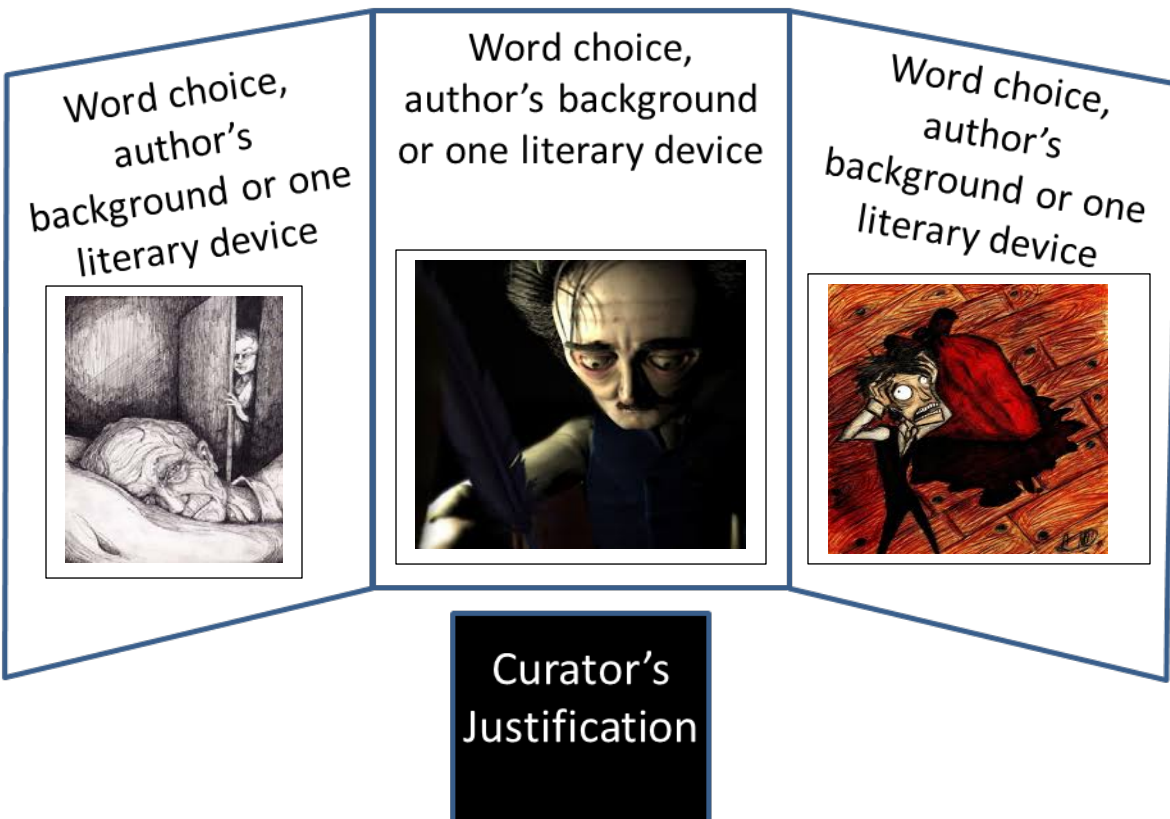 Word choice,
author's
background or one
literary device
Word choice,
author's background
or one literary device
Word choice,
author's
background or one
literary device
Curator's
Justification